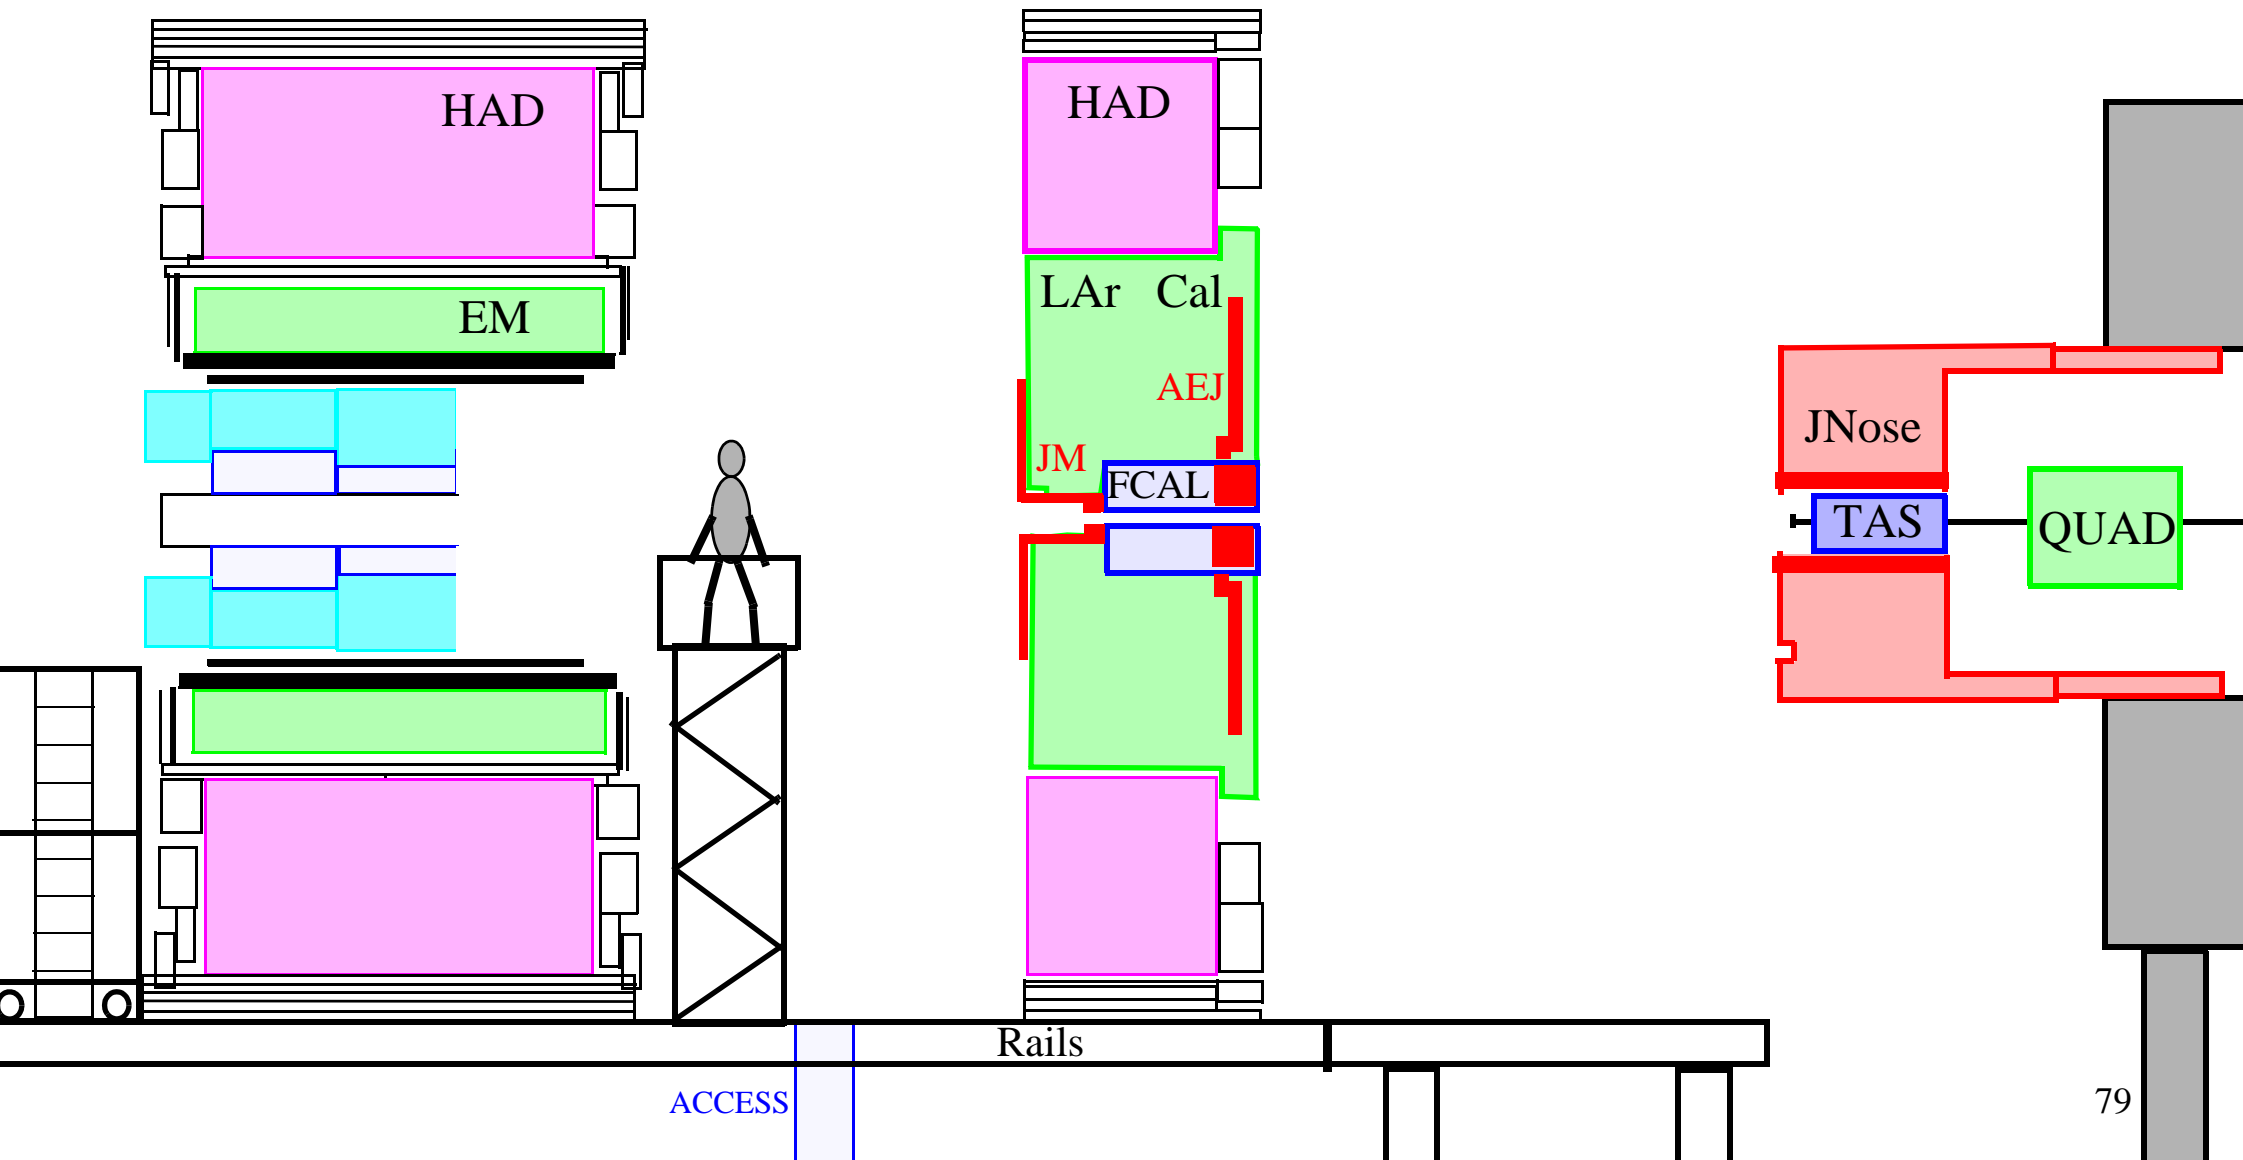 HAD
HAD
EM
LAr Cal
AEJ
JM
FCAL
JNose
TAS
QUAD
Rails
ACCESS
79